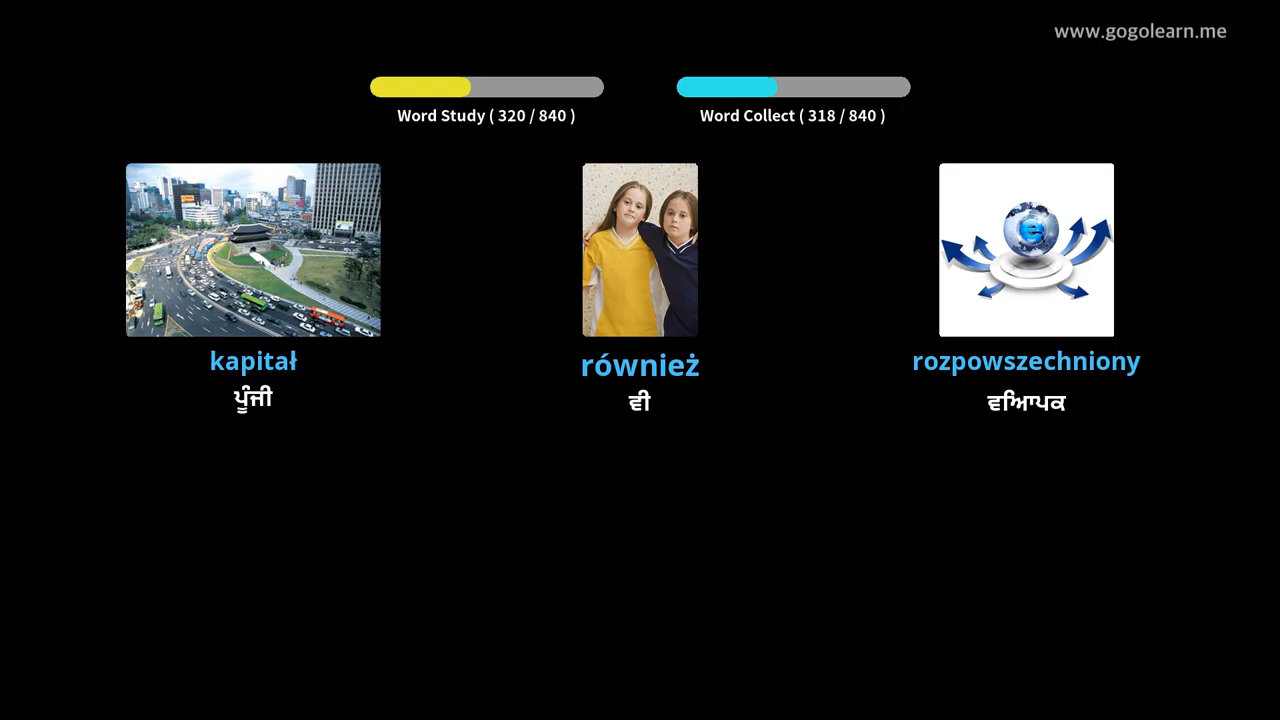 www.gogolearn.me
Word Study ( 320 / 840 )
Word Collect ( 318 / 840 )
kapitał
również
rozpowszechniony
ਪੂੰਜੀ
ਵੀ
ਵਿਆਪਕ